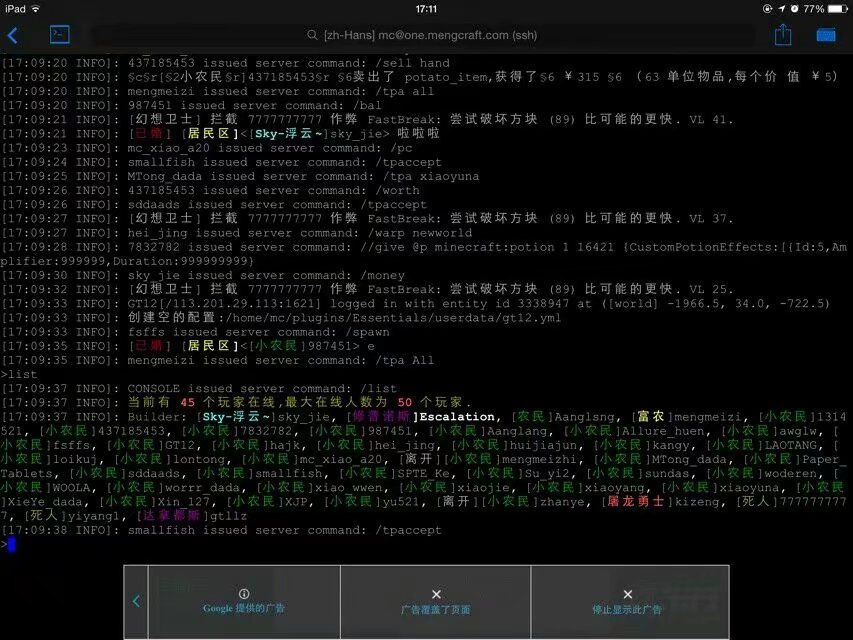 iPad
17:11
77%
[zh-Hans] mc@one.mengcraft.com (ssh)
[17:09:20 INFO]: 437185453 issued server command: /sell hand
[17:09:20 INFO]: §c§r[§2小农民§r]437185453§r §6卖出了 potato_item,获得了§6 ¥315 §6 (63 单位物品,每个价 值 ¥5)
[17:09:20 INFO]: mengmeizi issued server command: /tpa all
[17:09:20 INFO]: 987451 issued server command: /bal
[17:09:21 INFO]: [幻想卫士] 拦截 7777777777 作弊 FastBreak: 尝试破坏方块 (89) 比可能的更快. VL 41.
[17:09:21 INFO]: [已婚] [居民区]<[Sky-浮云~]sky_jie> 啦啦啦
[17:09:23 INFO]: mc_xiao_a20 issued server command: /pc
[17:09:24 INFO]: smallfish issued server command: /tpaccept
[17:09:25 INFO]: MTong_dada issued server command: /tpa xiaoyuna
[17:09:26 INFO]: 437185453 issued server command: /worth
[17:09:26 INFO]: sddaads issued server command: /tpaccept
[17:09:27 INFO]: [幻想卫士] 拦截 7777777777 作弊 FastBreak: 尝试破坏方块 (89) 比可能的更快. VL 37.
[17:09:27 INFO]: hei_jing issued server command: /warp newworld
[17:09:28 INFO]: 7832782 issued server command: //give @p minecraft:potion 1 16421 {CustomPotionEffects:[{Id:5,Am
plifier:999999,Duration:999999999}
[17:09:30 INFO]: sky_jie issued server command: /money
[17:09:32 INFO]: [幻想卫士] 拦截 7777777777 作弊 FastBreak: 尝试破坏方块 (89) 比可能的更快. VL 25.
[17:09:33 INFO]: GT12[/113.201.29.113:1621] logged in with entity id 3338947 at ([world] -1966.5, 34.0, -722.5)
[17:09:33 INFO]: 创建空的配置:/home/mc/plugins/Essentials/userdata/gt12.yml
[17:09:33 INFO]: fsffs issued server command: /spawn
[17:09:35 INFO]: [已婚] [居民区]<[小农民]987451> e
[17:09:35 INFO]: mengmeizi issued server command: /tpa All
>list
[17:09:37 INFO]: CONSOLE issued server command: /list
[17:09:37 INFO]: 当前有 45 个玩家在线,最大在线人数为 50 个玩家.
[17:09:37 INFO]: Builder: [Sky-浮云~]sky_jie, [修普诺斯]Escalation, [农民]Aanglsng, [富农]mengmeizi, [小农民]1314
521, [小农民]437185453, [小农民]7832782, [小农民]987451, [小农民]Aanglang, [小农民]Allure_huen, [小农民]awglw, [
小农民]fsffs, [小农民]GT12, [小农民]hajk, [小农民]hei_jing, [小农民]huijiajun, [小农民]kangy, [小农民]LAOTANG, [
小农民]loikuj, [小农民]lontong, [小农民]mc_xiao_a20, [离开][小农民]mengmeizhi, [小农民]MTong_dada, [小农民]Paper_
Tablets, [小农民]sddaads, [小农民]smallfish, [小农民]SPTE_Ke, [小农民]Su_yi2, [小农民]sundas, [小农民]woderen, [
小农民]WOOLA, [小农民]worrr_dada, [小农民]xiao_wwen, [小农民]xiaojie, [小农民]xiaoyang, [小农民]xiaoyuna, [小农民]
XieYe_dada, [小农民]Xin_127, [小农民]XJP, [小农民]yu521, [离开][小农民]zhanye, [屠龙勇士]kizeng, [死人]777777777
7, [死人]yiyang1, [达拿都斯]gtllz
[17:09:38 INFO]: smallfish issued server command: /tpaccept
>
Google 提供的广告
广告覆盖了页面
停止显示此广告